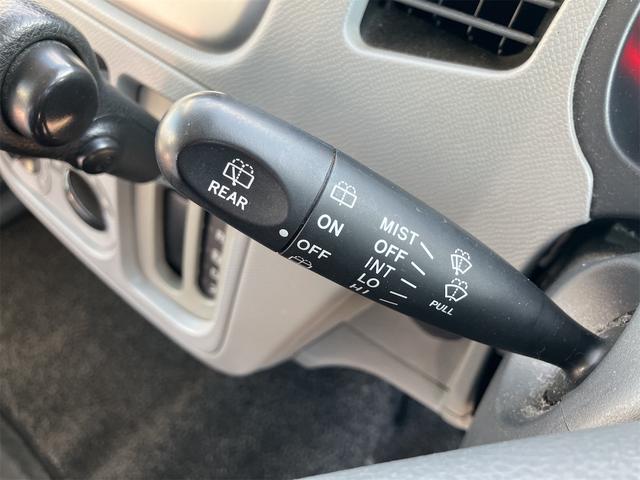 REAR
ON
OFF
MIST
OFF
INT
LO
HI
PULL